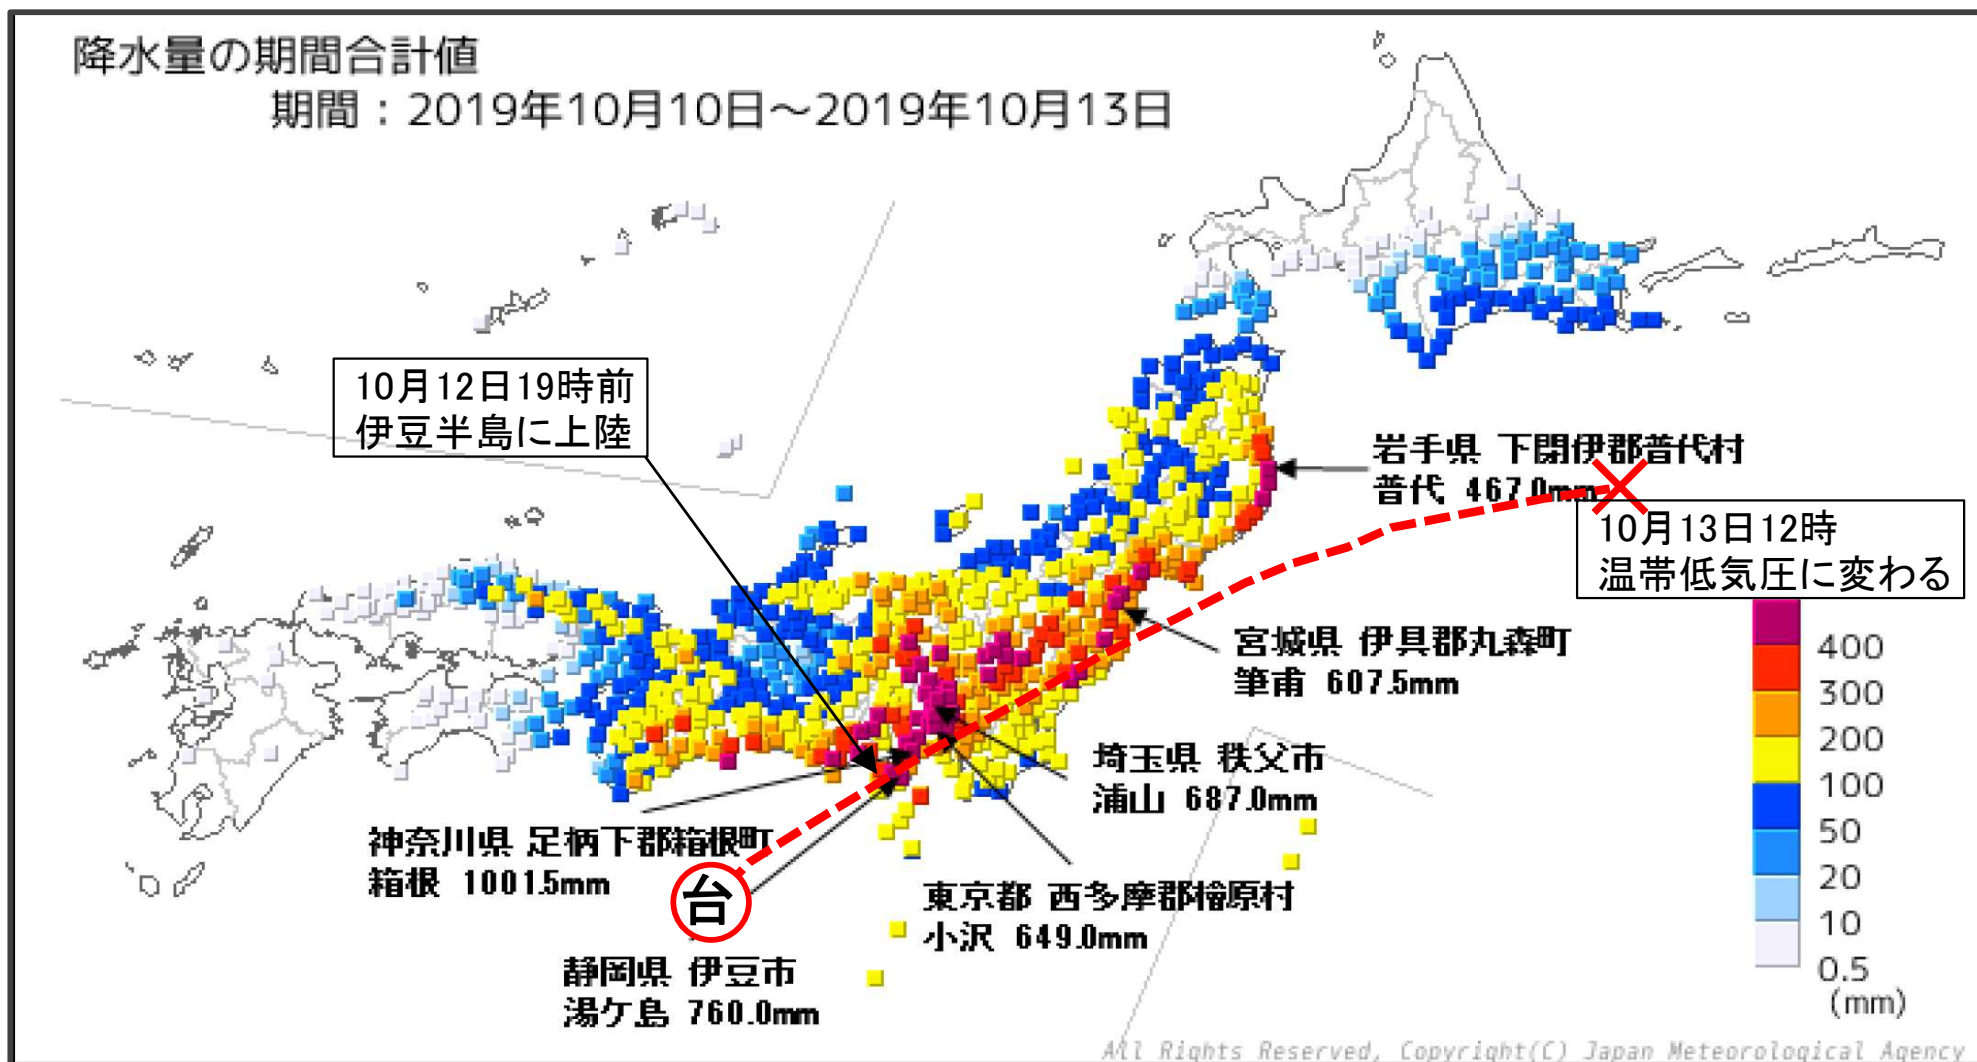 降水量の期間合計値
期間：2019年10月10日～2019年10月13日
10月12日19時前
伊豆半島に上陸
岩手県 下閉伊郡普代村
普代 467.0mm
10月13日12時
温帯低気圧に変わる
宮城県 伊具郡丸森町
筆甫 607.5mm
埼玉県 秩父市
浦山 687.0mm
神奈川県 足柄下郡箱根町
箱根 1001.5mm
台
東京都 西多摩郡檜原村
小沢 649.0mm
静岡県 伊豆市
湯ケ島 760.0mm
400
300
200
100
50
20
10
0.5
(mm)
All Rights Reserved, Copyright(C) Japan Meteorological Agency